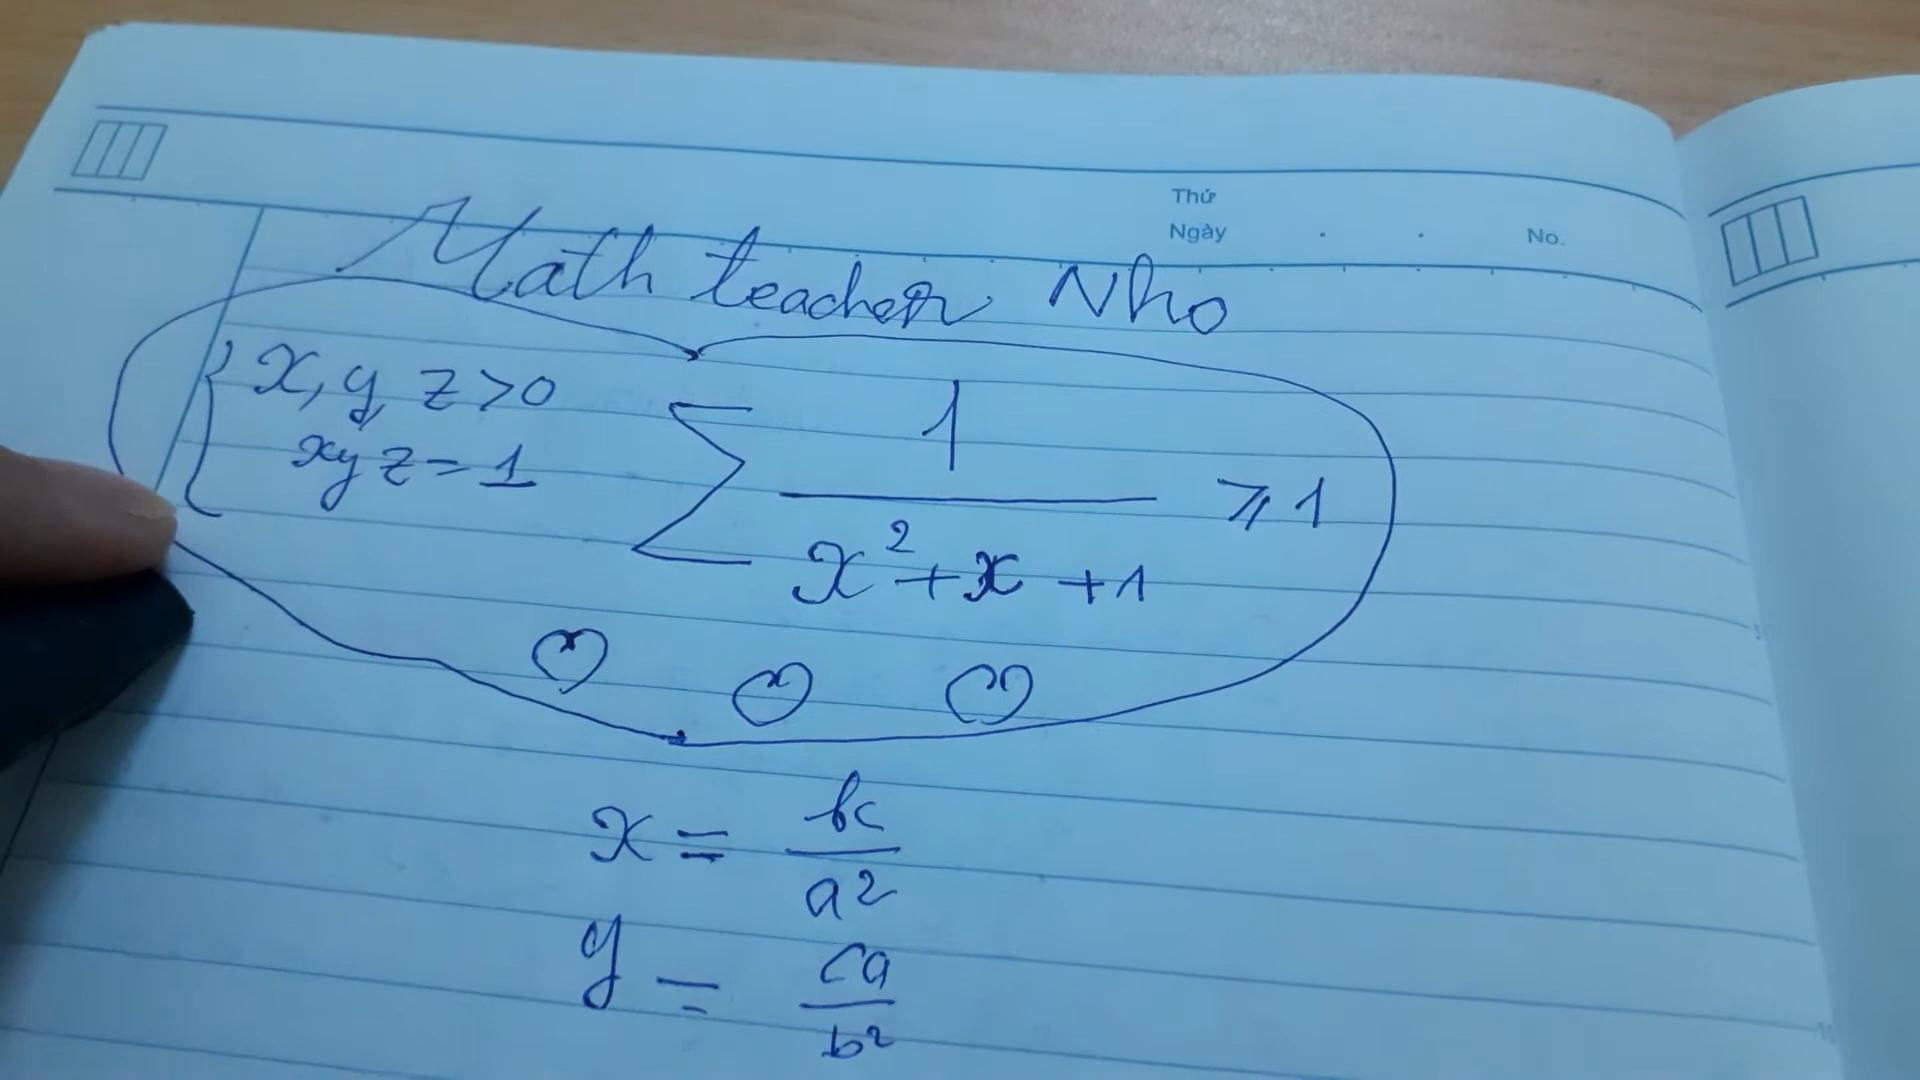 Thứ
Ngày . . No.
Math teacher Nho
x, y, z > 0
xyz = 1
∑ 1 / (x² + x + 1) ⩾ 1
x = bc / a²
y = ca / b²